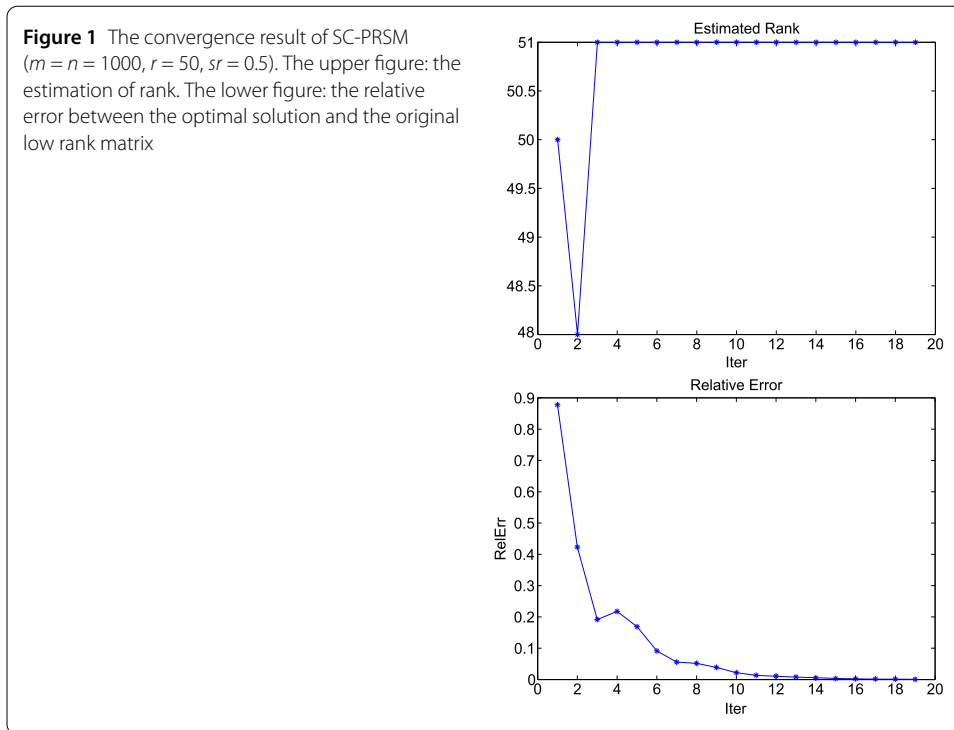 Figure 1 The convergence result of SC-PRSM
(m = n = 1000, r = 50, sr = 0.5). The upper figure: the
estimation of rank. The lower figure: the relative
error between the optimal solution and the original
low rank matrix
Estimated Rank
51
50.5
50
49.5
49
48.5
48
0 2 4 6 8 10 12 14 16 18 20
Iter
Relative Error
0.9
0.8
0.7
0.6
0.5
0.4
0.3
0.2
0.1
0
RelErr
0 2 4 6 8 10 12 14 16 18 20
Iter